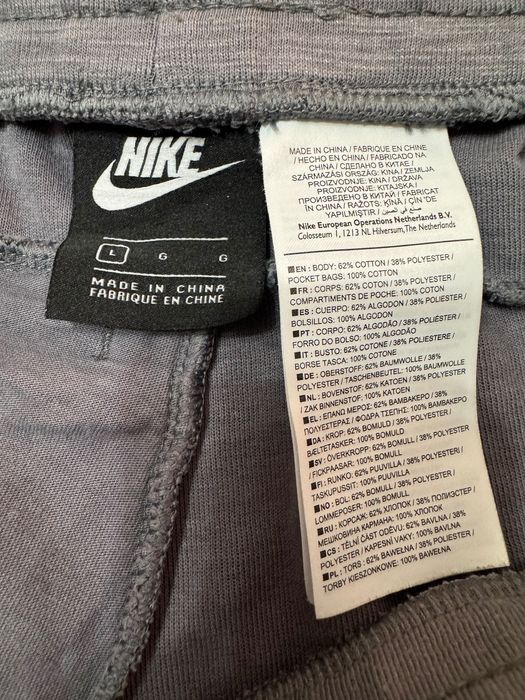 NIKE
L G G
MADE IN CHINA
FABRIQUE EN CHINE
MADE IN CHINA / FABRIQUE EN CHINE
/ HECHO EN CHINA / FABRICADO NA
CHINA / СДЕЛАНО В КИТАЕ /
SZÁRMAZÁSI ORSZÁG: KÍNA / ZEMLJA
PROIZVODNJE: KINA / DRŽAVA
PROIZVODNJE: KITAJSKA /
ПРОИЗВЕДЕНО В КИТАЙ / FABRICAT
ÎN CHINA / RAŽOTS: ĶĪNĀ / ÇİN "DE
YAPILMIŞTIR / صنع في الصين
Nike European Operations Netherlands B.V.
Colosseum 1, 1213 NL Hilversum, The Netherlands
■ EN : BODY: 62% COTTON / 38% POLYESTER /
POCKET BAGS: 100% COTTON
■ FR : CORPS: 62% COTON / 38% POLYESTER /
COMPARTIMENTS DE POCHE: 100% COTON
■ ES : CUERPO: 62% ALGODON / 38% POLIESTER /
BOLSILLOS: 100% ALGODON
■ PT : CORPO: 62% ALGODÃO / 38% POLIÉSTER /
FORRO DO BOLSO: 100% ALGODÃO
■ IT : BUSTO: 62% COTONE / 38% POLIESTERE /
BORSE TASCA: 100% COTONE
■ DE : OBERSTOFF: 62% BAUMWOLLE / 38%
POLYESTER / TASCHENBEUTEL: 100% BAUMWOLLE
■ NL : BOVENSTOF: 62% KATOEN / 38% POLYESTER
/ ZAK BINNENSTOF: 100% KATOEN
■ EL : ΕΠΑΝΩ ΜΕΡΟΣ: 62% ΒΑΜΒΑΚΕΡΟ / 38%
ΠΟΛΥΕΣΤΕΡΑΣ / ΦΟΔΡΑ ΤΣΕΠΗΣ: 100% ΒΑΜΒΑΚΕΡΟ
■ DA : KROP: 62% BOMULD / 38% POLYESTER /
BÆLTETASKER: 100% BOMULD
■ SV : ÖVERKROPP: 62% BOMULL / 38% POLYESTER
/ FICKPAASAR: 100% BOMULL
■ FI : RUNKO: 62% PUUVILLA / 38% POLYESTERI /
TASKUPUSSIT: 100% PUUVILLA
■ NO : BOL: 62% BOMULL / 38% POLYESTER /
LOMMEPOSER: 100% BOMULL
■ RU : КОРСАЖ: 62% ХЛОПОК / 38% ПОЛИЭСТЕР /
МЕШКОВИНА КАРМАНА: 100% ХЛОПОК
■ CS : TĚLNÍ ČÁST ODĚVU: 62% BAVLNA / 38%
POLYESTER / KAPESNÍ VAKY: 100% BAVLNA
■ PL : TORS : 62% BAWEŁNA / 38% POLIESTER /
TORBY KIESZONKOWE: 100% BAWEŁNA